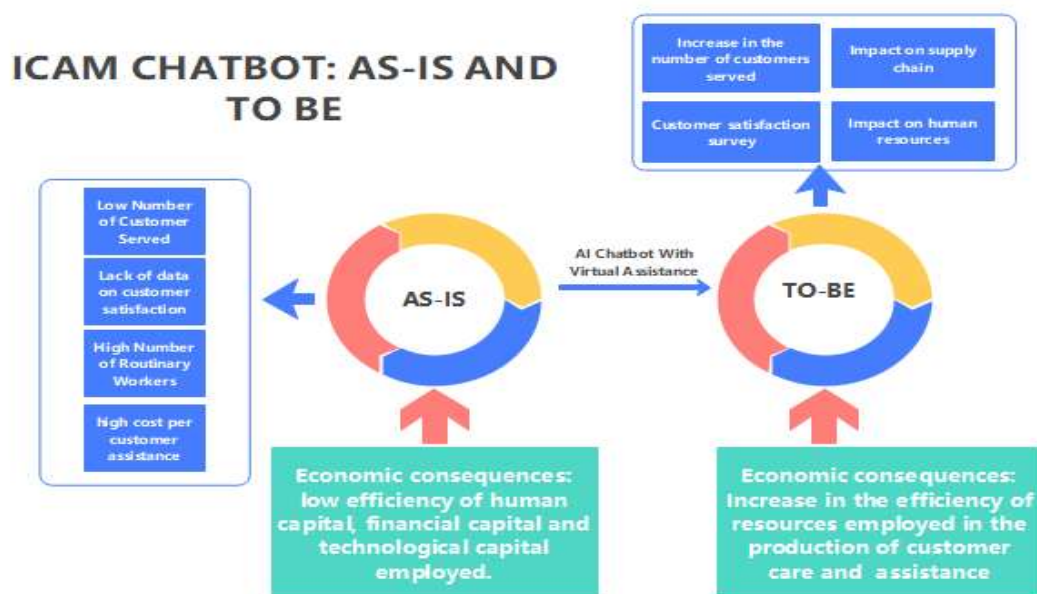 ICAM CHATBOT: AS-IS AND
TO BE
Increase in the
number of customers
served
Impact on supply
chain
Customer satisfaction
survey
Impact on human
resources
Low Number
of Customer
Served
Lack of data
on customer
satisfaction
High Number
of Routinary
Workers
high cost per
customer
assistance
AS-IS
AI Chatbot With
Virtual Assistance
TO-BE
Economic consequences:
low efficiency of human
capital, financial capital and
technological capital
employed.
Economic consequences:
Increase in the efficiency of
resources employed in the
production of customer
care and assistance